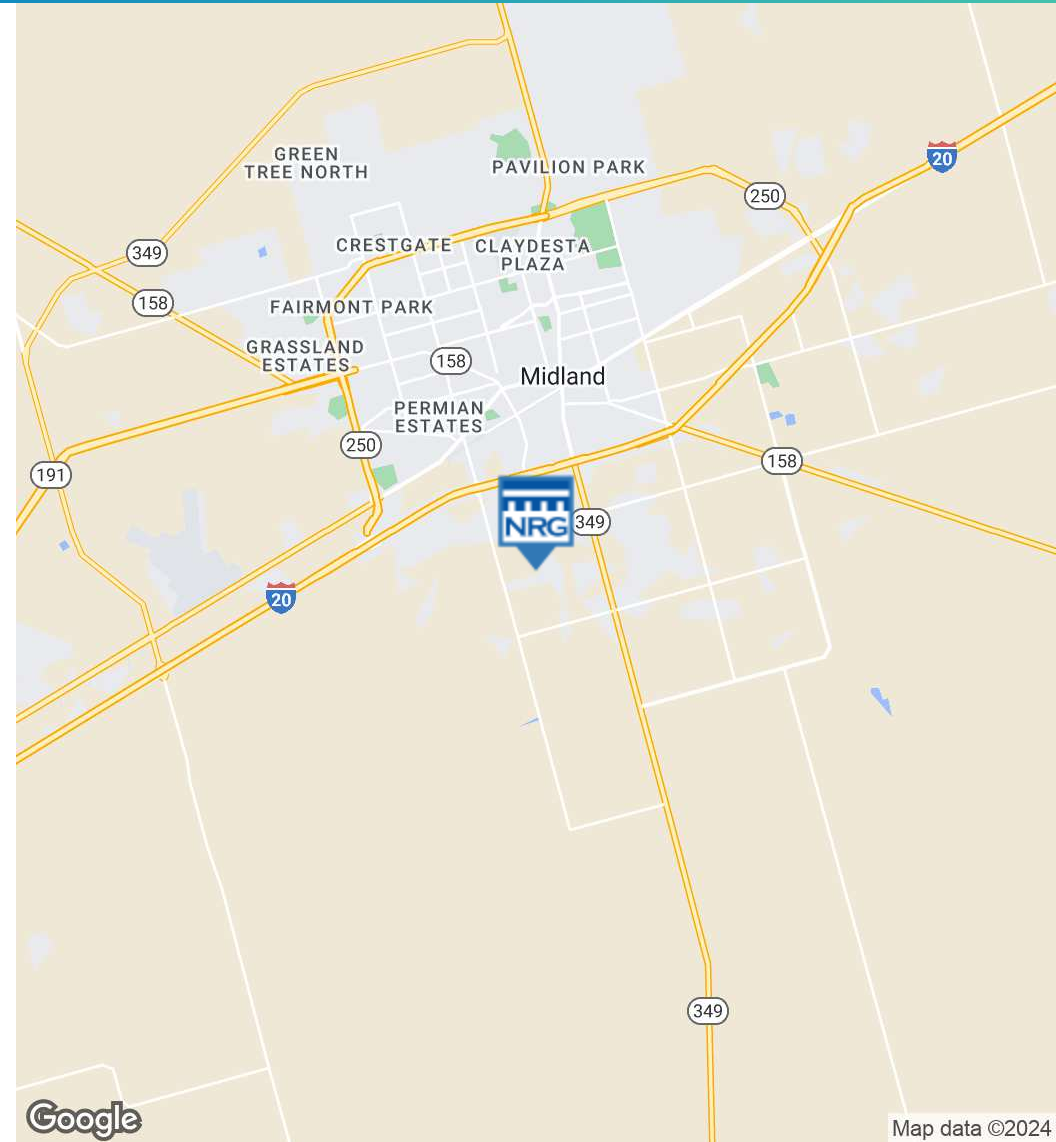 GREEN
TREE NORTH
PAVILION PARK
20
250
349
CRESTGATE
CLAYDESTA
PLAZA
158
FAIRMONT PARK
GRASSLAND
ESTATES
158
Midland
PERMIAN
ESTATES
250
191
158
NRG
349
20
349
Google
Map data ©2024